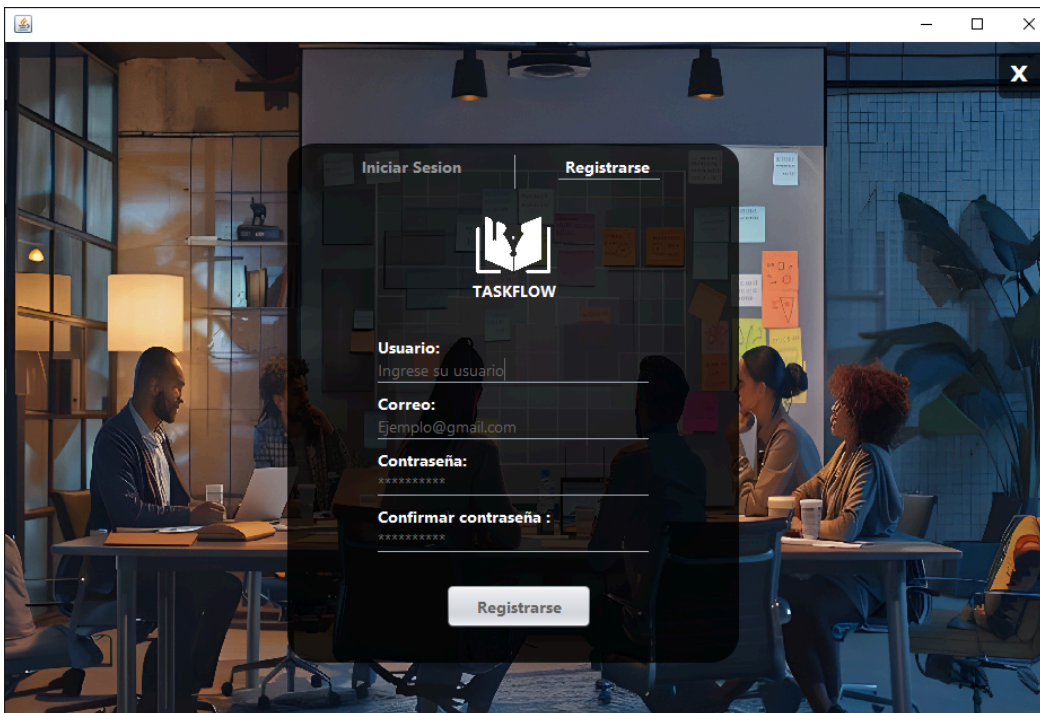 X
Iniciar Sesion
Registrarse
TASKFLOW
Usuario:
Ingrese su usuario
Correo:
Ejemplo@gmail.com
Contraseña:
**********
Confirmar contraseña :
**********
Registrarse